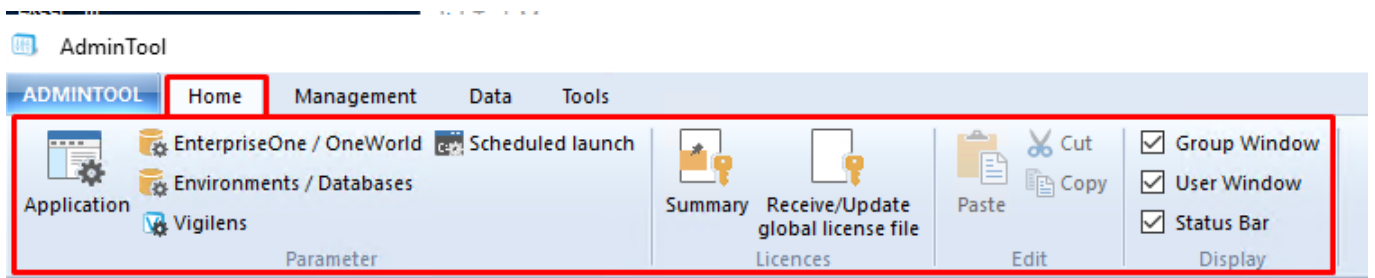 AdminTool
ADMINTOOL Home Management Data Tools
EnterpriseOne / OneWorld Scheduled launch
Environments / Databases
Vigilens
Application
Parameter
Summary Receive/Update
global license file
Licences
Paste Cut
Copy
Edit
Group Window
User Window
Status Bar
Display